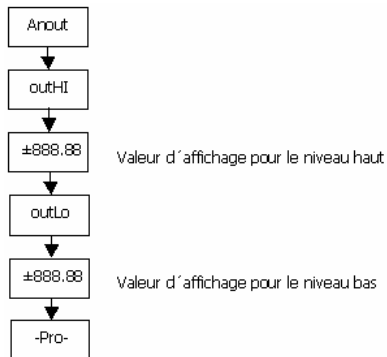 Anout
outHI
±888.88
Valeur d´affichage pour le niveau haut
outLo
±888.88
Valeur d´affichage pour le niveau bas
-Pro-